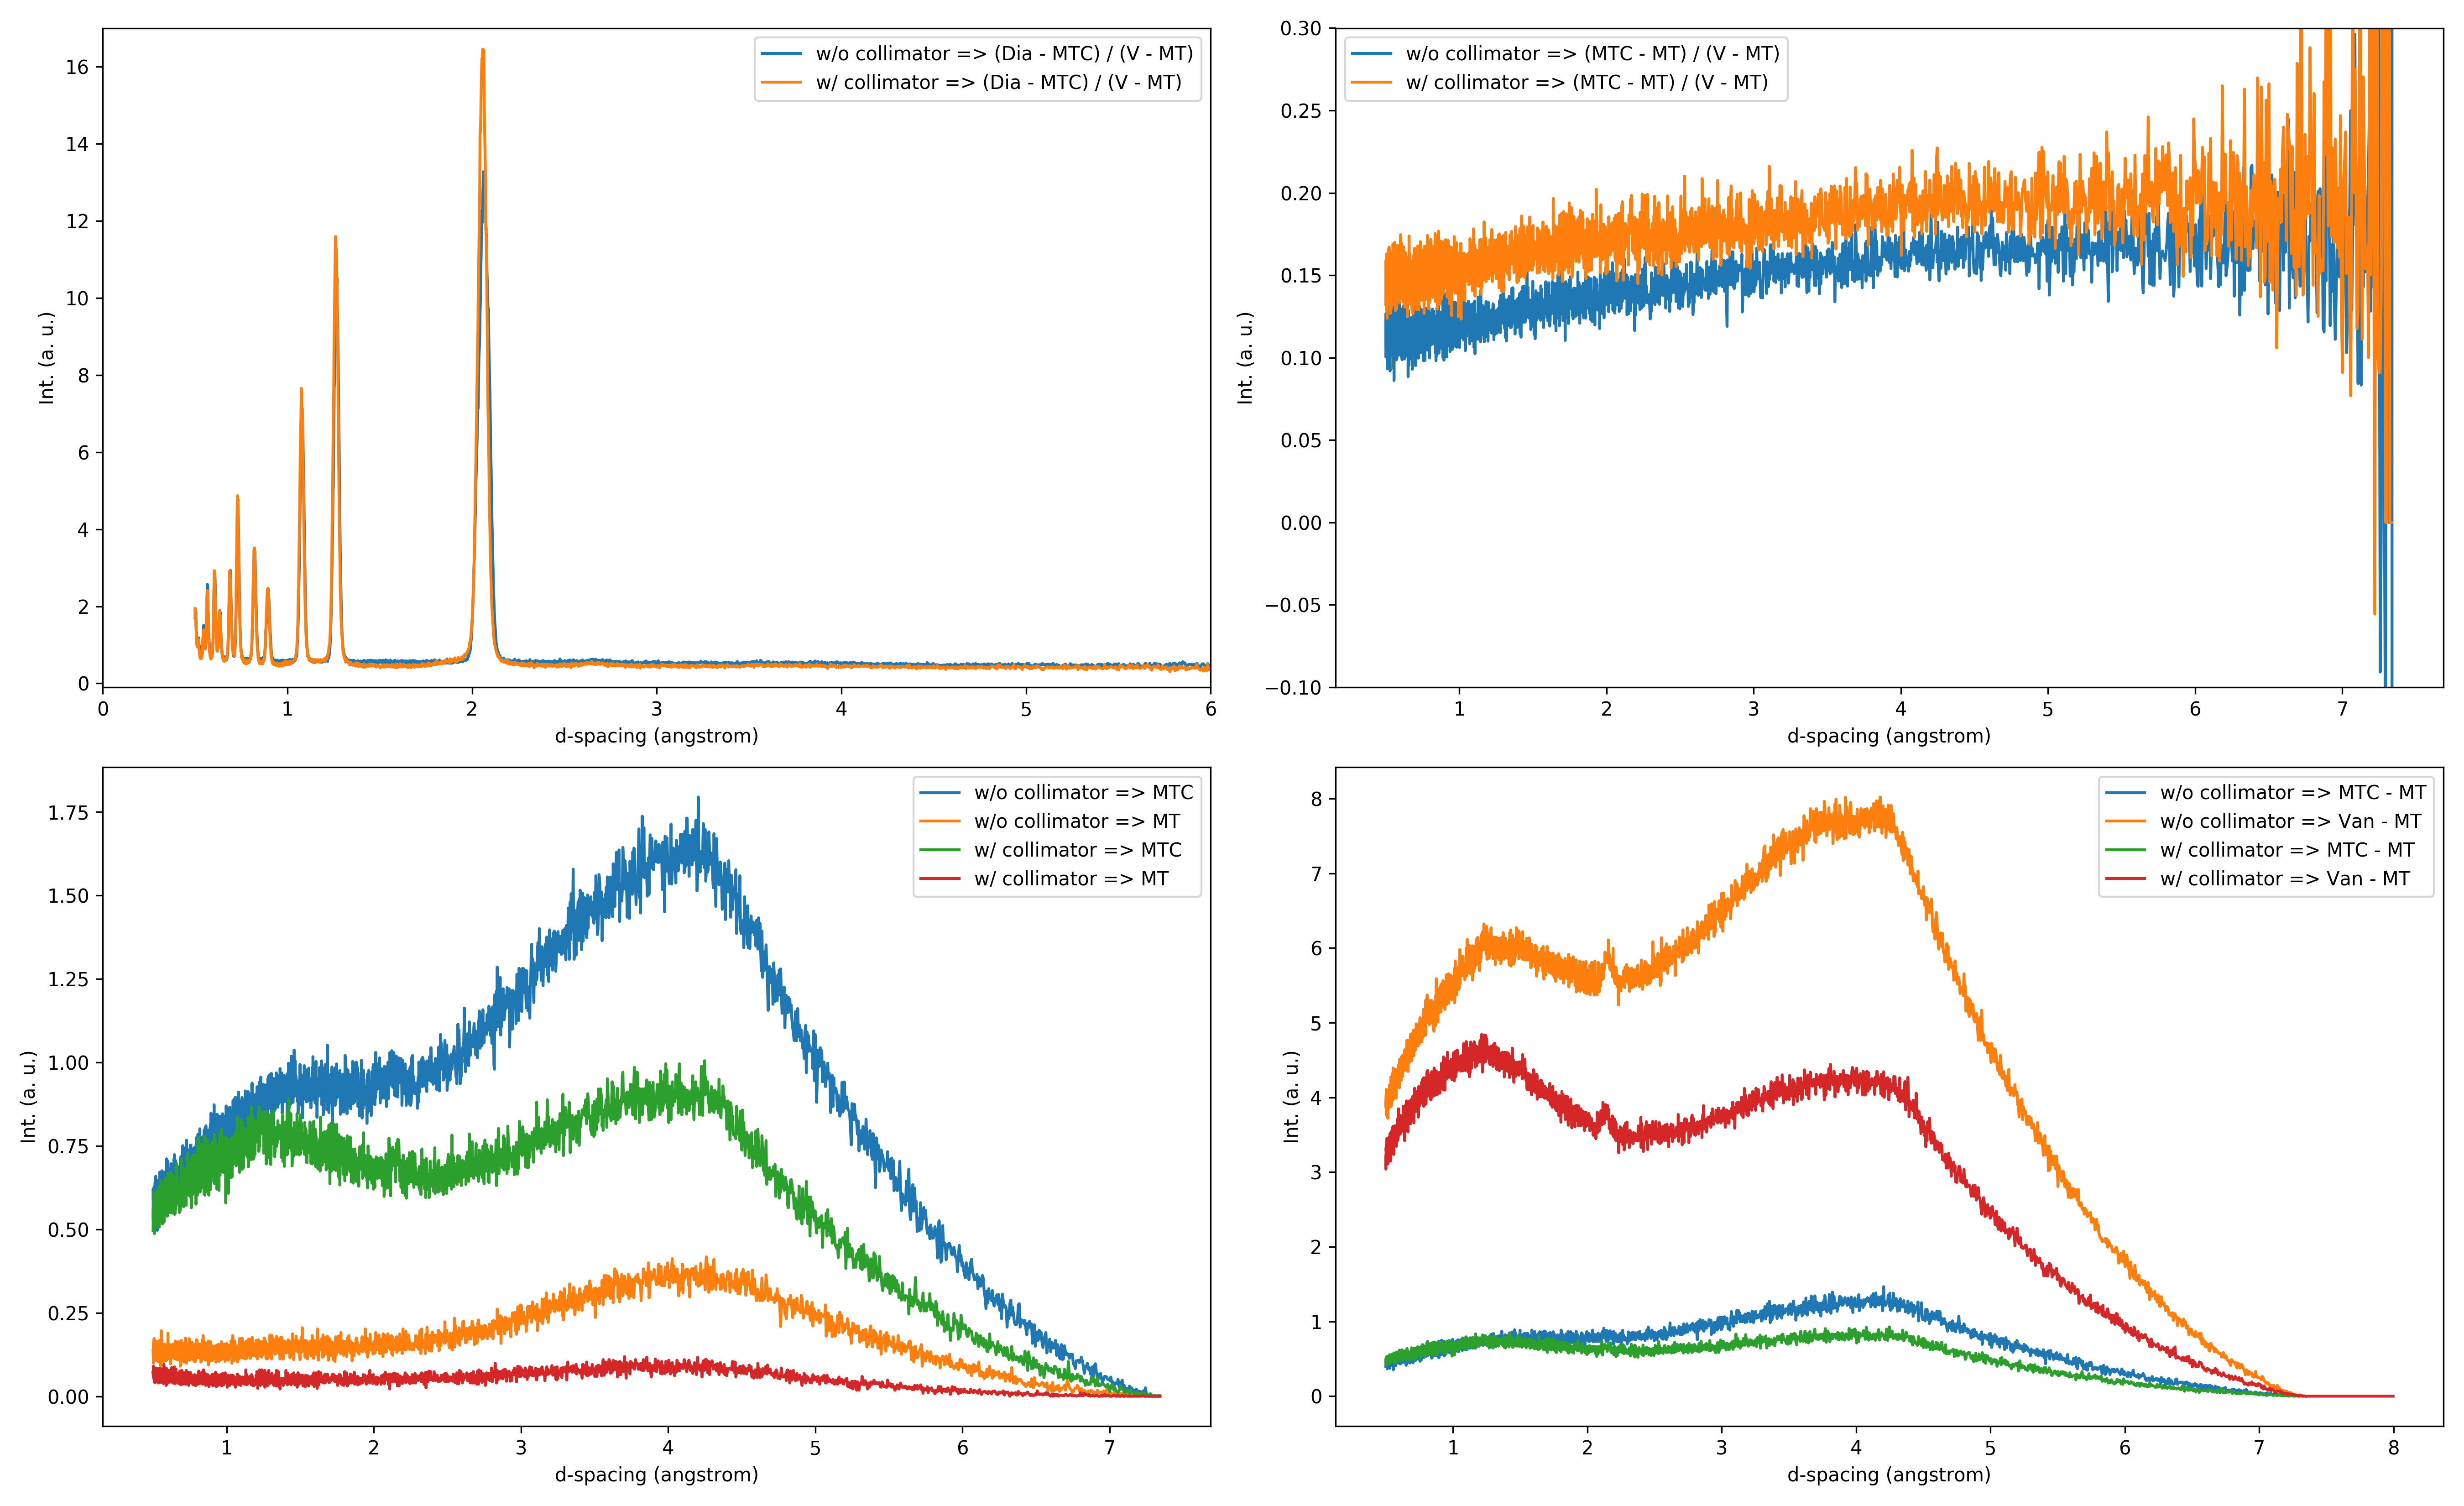 w/o collimator => (Dia - MTC) / (V - MT)
w/ collimator => (Dia - MTC) / (V - MT)
16
14
12
10
8
6
4
2
0
Int. (a. u.)
0 1 2 3 4 5 6
d-spacing (angstrom)
w/o collimator => (MTC - MT) / (V - MT)
w/ collimator => (MTC - MT) / (V - MT)
0.30
0.25
0.20
0.15
0.10
0.05
0.00
−0.05
−0.10
Int. (a. u.)
1 2 3 4 5 6 7
d-spacing (angstrom)
w/o collimator => MTC
w/o collimator => MT
w/ collimator => MTC
w/ collimator => MT
1.75
1.50
1.25
1.00
0.75
0.50
0.25
0.00
Int. (a. u.)
1 2 3 4 5 6 7
d-spacing (angstrom)
w/o collimator => MTC - MT
w/o collimator => Van - MT
w/ collimator => MTC - MT
w/ collimator => Van - MT
8
7
6
5
4
3
2
1
0
Int. (a. u.)
1 2 3 4 5 6 7 8
d-spacing (angstrom)